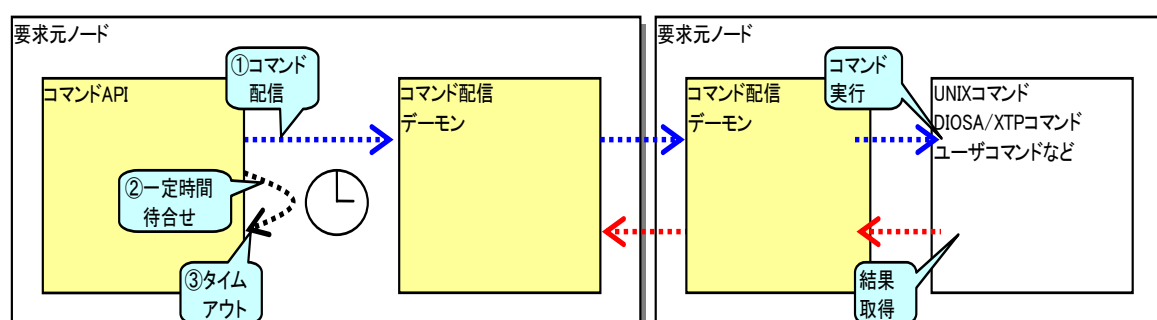 要求元ノード
①コマンド
配信
コマンドAPI
コマンド配信
デーモン
②一定時間
待合せ
③タイム
アウト
要求元ノード
コマンド配信
デーモン
コマンド
実行
UNIXコマンド
DIOSA/XTPコマンド
ユーザコマンドなど
結果
取得